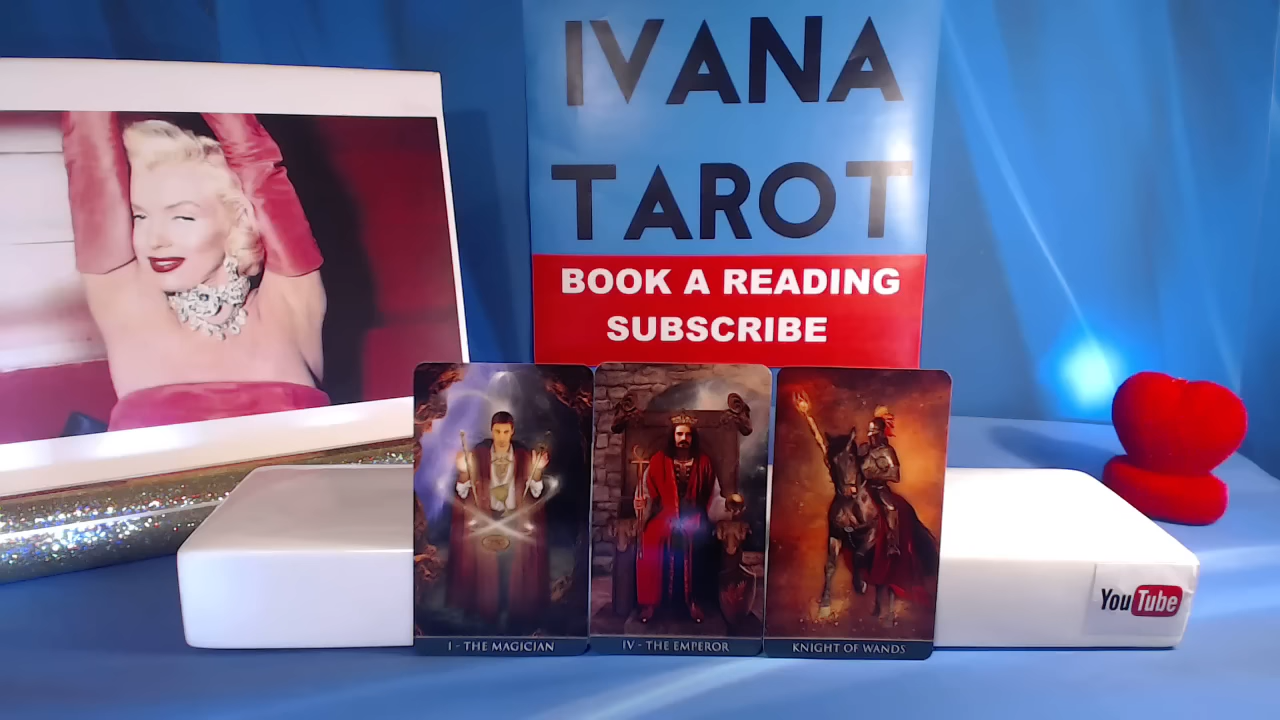 IVANA
TAROT
BOOK A READING
SUBSCRIBE
I - THE MAGICIAN
IV - THE EMPEROR
KNIGHT OF WANDS
YouTube